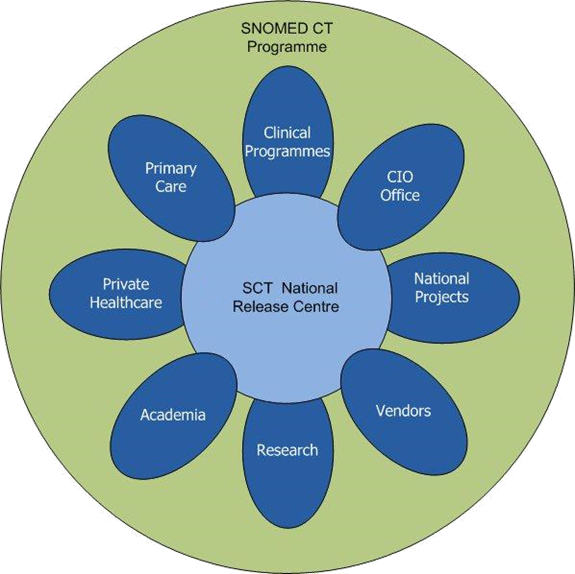 SNOMED CT
Programme
Clinical
Programmes
CIO
Office
National
Projects
Vendors
Research
Academia
Private
Healthcare
Primary
Care
SCT National
Release Centre